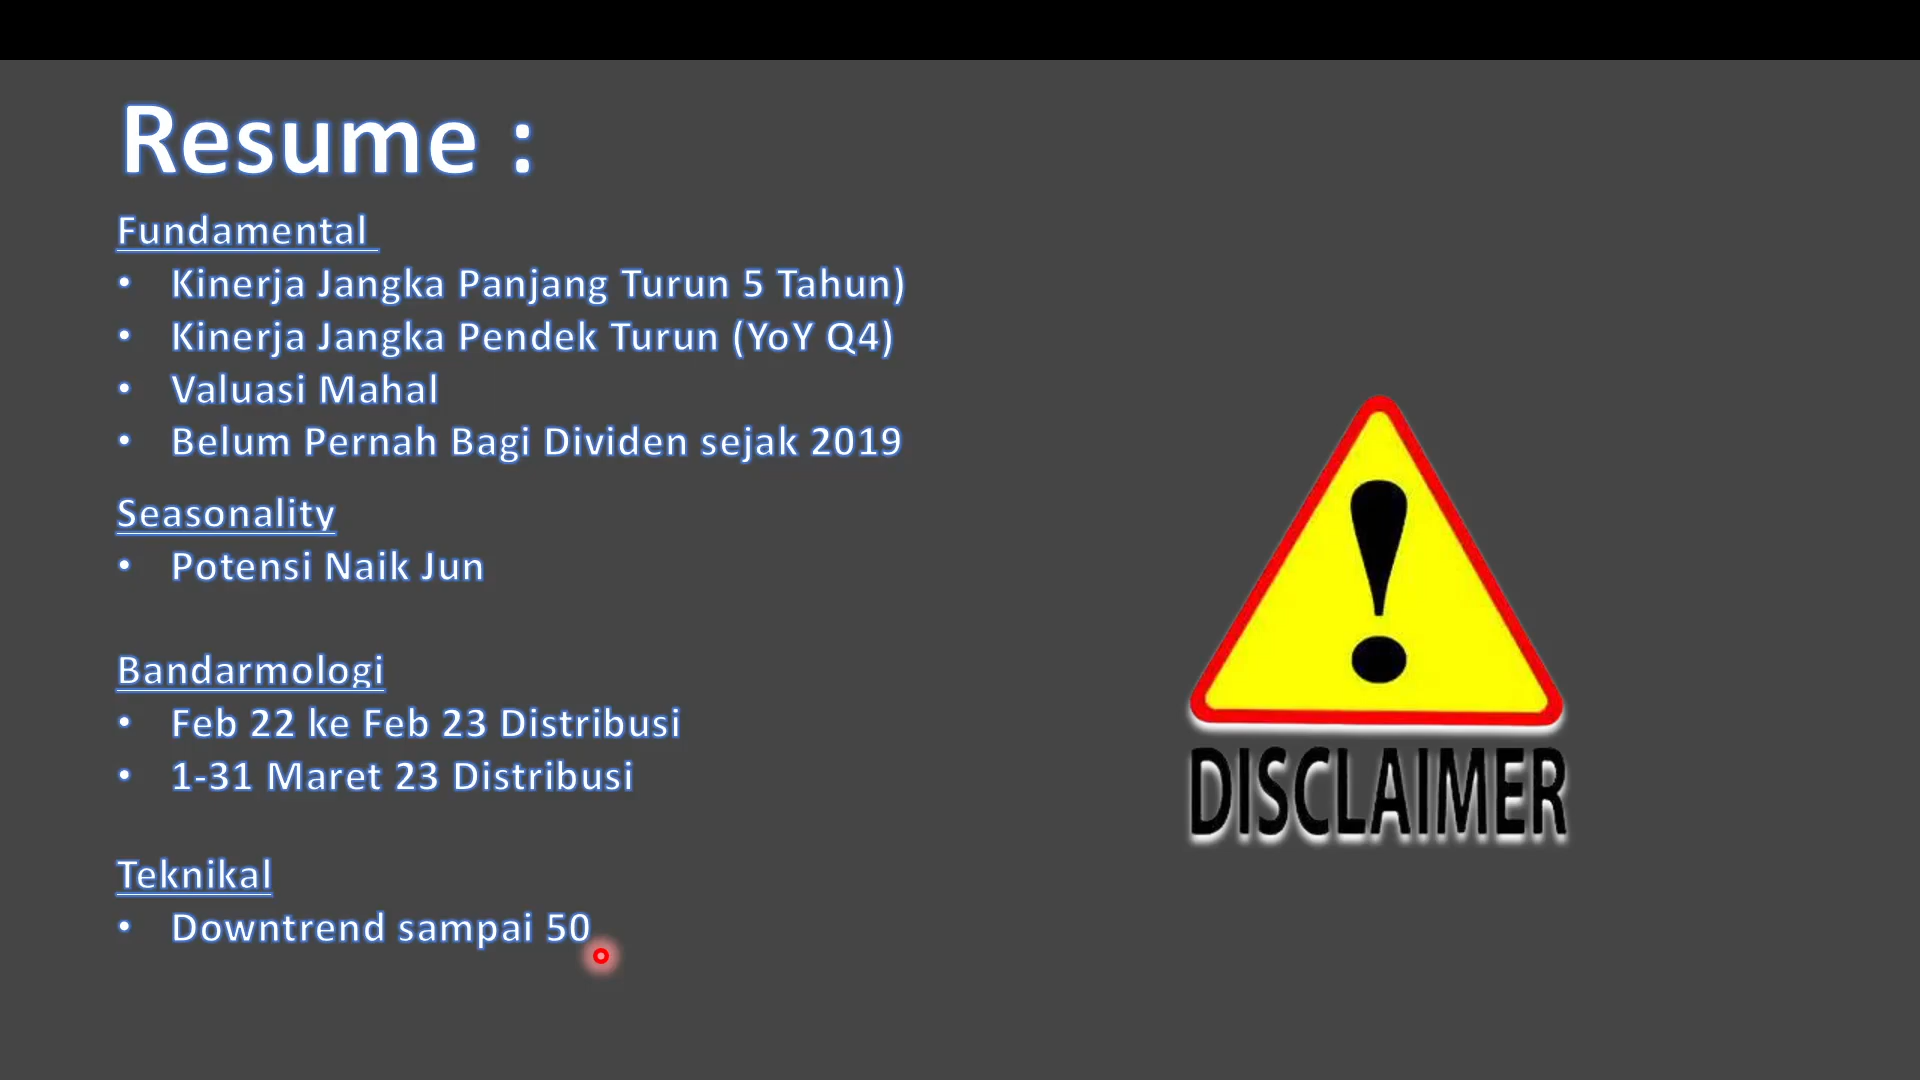 Resume :
Fundamental
• Kinerja Jangka Panjang Turun 5 Tahun)
• Kinerja Jangka Pendek Turun (YoY Q4)
• Valuasi Mahal
• Belum Pernah Bagi Dividen sejak 2019
Seasonality
• Potensi Naik Jun
Bandarmologi
• Feb 22 ke Feb 23 Distribusi
• 1-31 Maret 23 Distribusi
Teknikal
• Downtrend sampai 50
DISCLAIMER